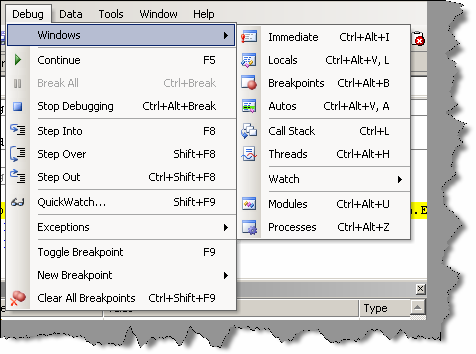 Debug Data Tools Window Help
Windows
Continue F5
Break All Ctrl+Break
Stop Debugging Ctrl+Alt+Break
Step Into F8
Step Over Shift+F8
Step Out Ctrl+Shift+F8
QuickWatch... Shift+F9
Exceptions
Toggle Breakpoint F9
New Breakpoint
Clear All Breakpoints Ctrl+Shift+F9
Immediate Ctrl+Alt+I
Locals Ctrl+Alt+V, L
Breakpoints Ctrl+Alt+B
Autos Ctrl+Alt+V, A
Call Stack Ctrl+L
Threads Ctrl+Alt+H
Watch
Modules Ctrl+Alt+U
Processes Ctrl+Alt+Z
.E
Type